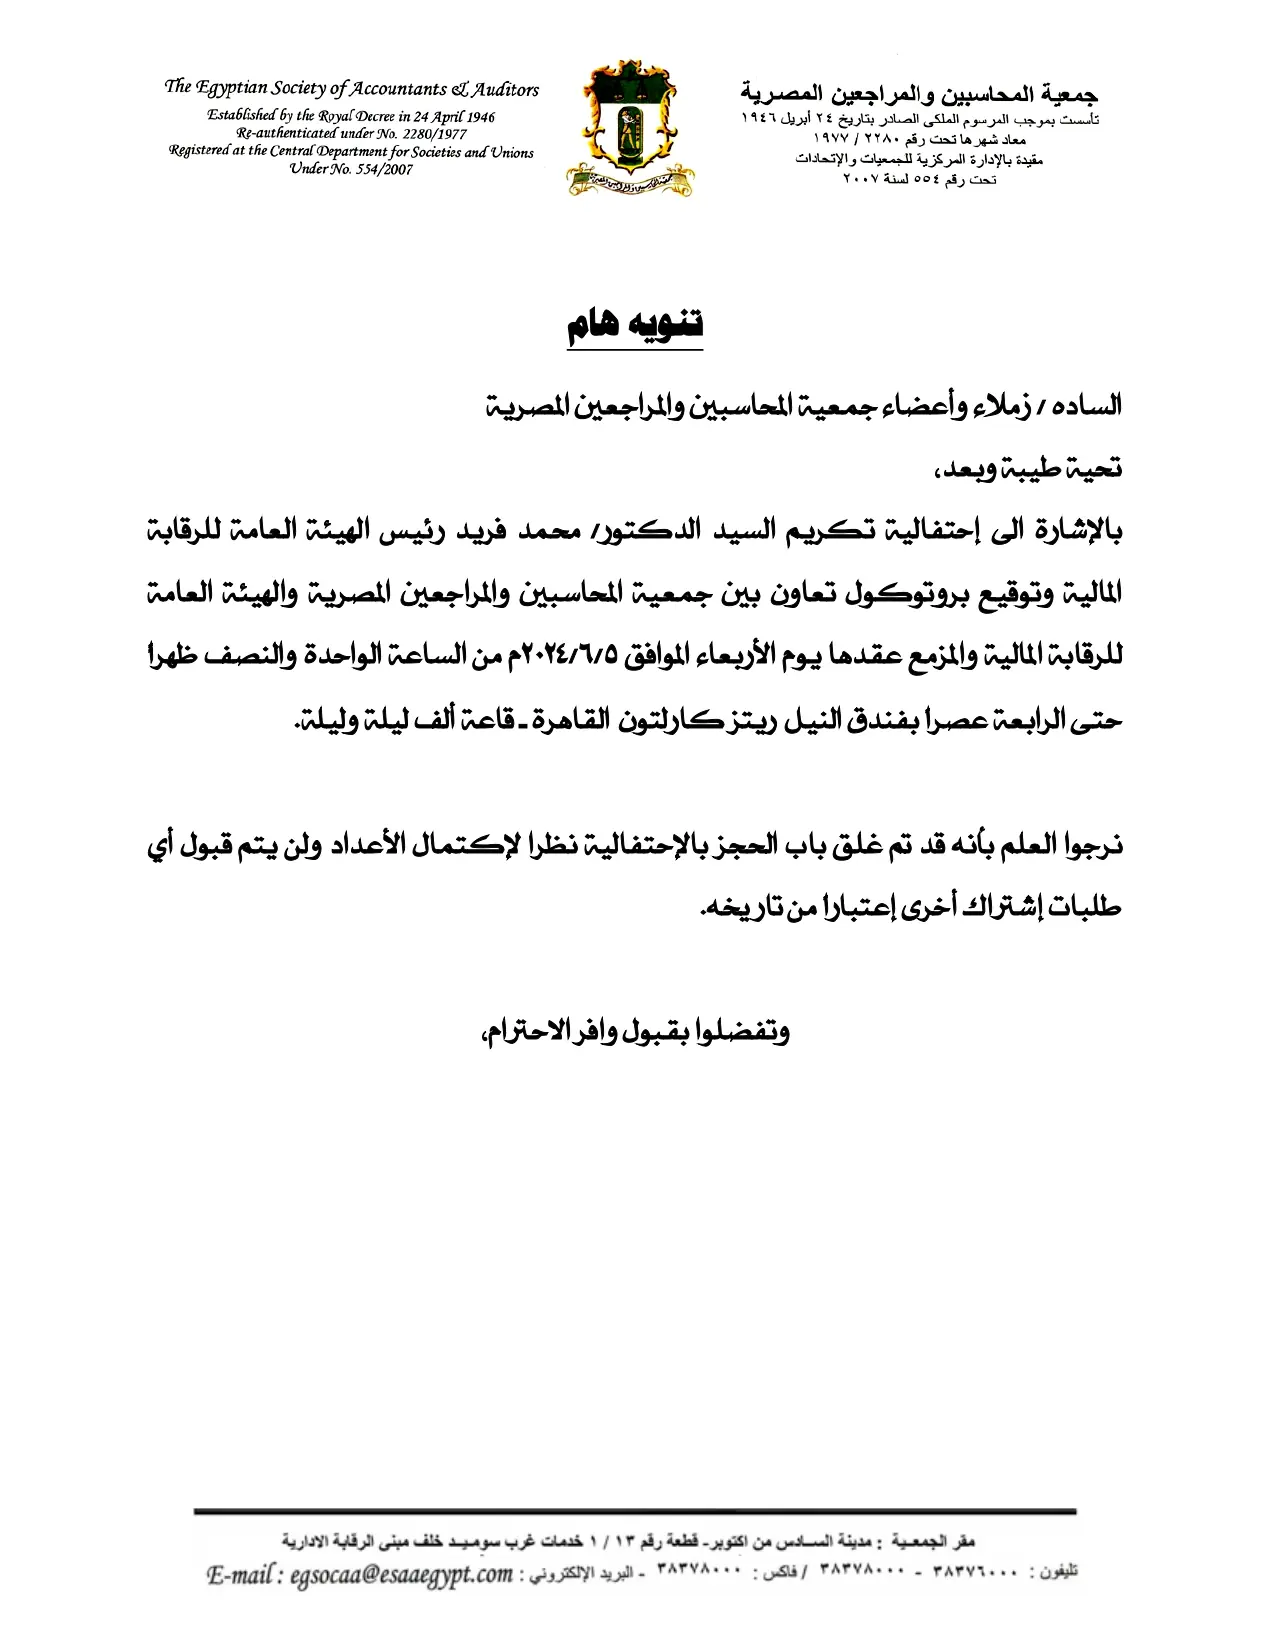 The Egyptian Society of Accountants & Auditors
Established by the Royal Decree in 24 April 1946
Re-authenticated under No. 2280/1977
Registered at the Central Department for Societies and Unions
Under No. 554/2007
جمعية المحاسبين والمراجعين المصرية
تأسست بموجب المرسوم الملكى الصادر بتاريخ ٢٤ أبريل ١٩٤٦
معاد شهرها تحت رقم ٢٢٨٠ / ١٩٧٧
مقيدة بالإدارة المركزية للجمعيات والإتحادات
تحت رقم ٥٥٤ لسنة ٢٠٠٧
جمعية المحاسبين والمراجعين المصرية
تنويه هام
الساده / زملاء وأعضاء جمعية المحاسبين والمراجعين المصرية
تحية طيبة وبعد،
بالإشارة الى إحتفالية تكريم السيد الدكتور/ محمد فريد رئيس الهيئة العامة للرقابة
المالية وتوقيع بروتوكول تعاون بين جمعية المحاسبين والمراجعين المصرية والهيئة العامة
للرقابة المالية والمزمع عقدها يوم الأربعاء الموافق ٢٠٢٤/٦/٥م من الساعة الواحدة والنصف ظهرا
حتى الرابعة عصرا بفندق النيل ريتز كارلتون القاهرة - قاعة ألف ليلة وليلة.
نرجوا العلم بأنه قد تم غلق باب الحجز بالإحتفالية نظرا لإكتمال الأعداد ولن يتم قبول أي
طلبات إشتراك أخرى إعتبارا من تاريخه.
وتفضلوا بقبول وافر الاحترام،
مقر الجمعية : مدينة السادس من اكتوبر- قطعة رقم ١٣ / ١ خدمات غرب سوميد خلف مبنى الرقابة الادارية
تليفون : ٣٨٣٧٦٠٠٠ - ٣٨٣٧٨٠٠٠ / فاكس : ٣٨٣٧٨٠٠٠ - البريد الإلكتروني : E-mail : egsocaa@esaaegypt.com